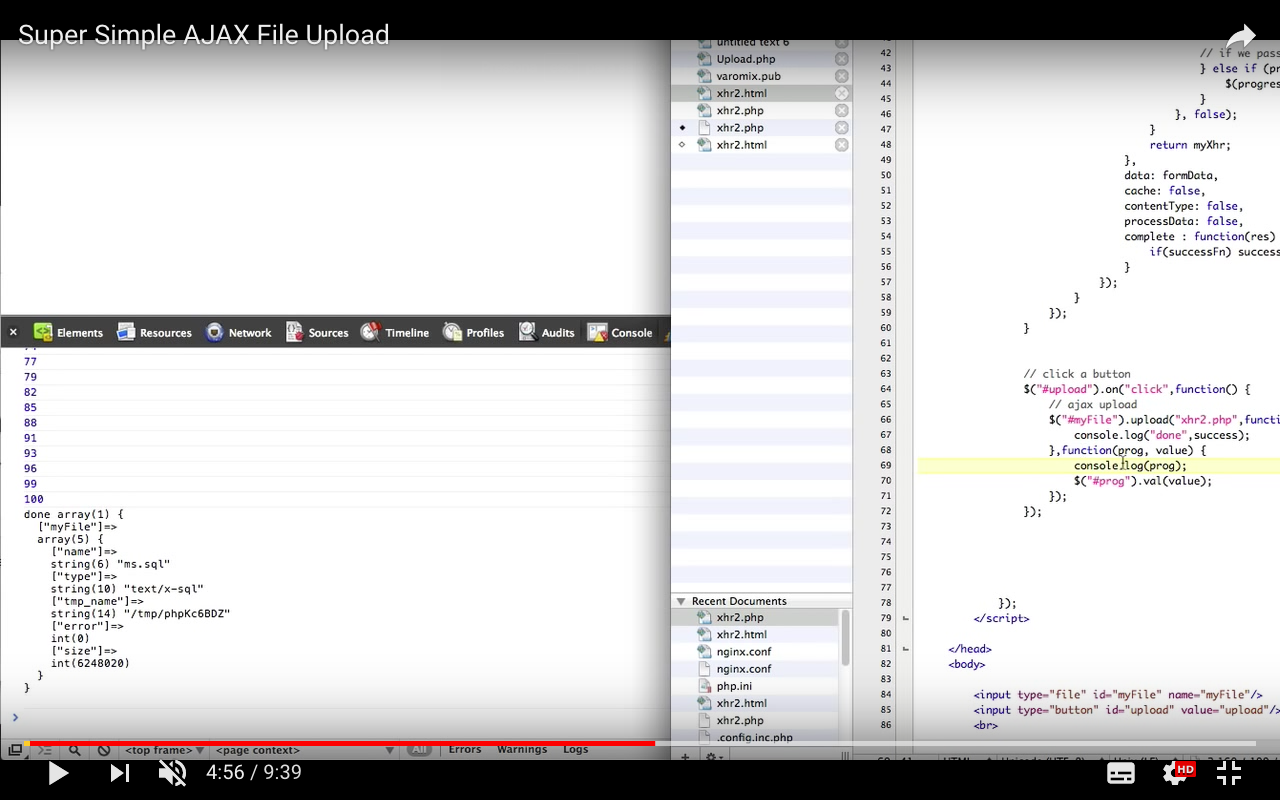 Super Simple AJAX File Upload
untitled text 6
Upload.php
varomix.pub
xhr2.html
xhr2.php
xhr2.php
xhr2.html
42 // if we pass
43 } else if (pr
44 $(progres
45 }
46 }, false);
47 }
48 return myXhr;
49 },
50 data: formData,
51 cache: false,
52 contentType: false,
53 processData: false,
54 complete : function(res)
55 if(successFn) success
56 }
57 });
58 }
59 });
60 }
61
62
63 // click a button
64 $("#upload").on("click",function() {
65 // ajax upload
66 $("#myFile").upload("xhr2.php",functi
67 console.log("done",success);
68 },function(prog, value) {
69 console.log(prog);
70 $("#prog").val(value);
71 });
72 });
73
74
75
76
77
78 });
79 </script>
80
81 </head>
82 <body>
83
84 <input type="file" id="myFile" name="myFile"/>
85 <input type="button" id="upload" value="upload"/>
86 <br>
Elements Resources Network Sources Timeline Profiles Audits Console
77
79
82
85
88
91
93
96
99
100
done array(1) {
["myFile"]=>
array(5) {
["name"]=>
string(6) "ms.sql"
["type"]=>
string(10) "text/x-sql"
["tmp_name"]=>
string(14) "/tmp/phpKc6BDZ"
["error"]=>
int(0)
["size"]=>
int(6248020)
}
}
>
Recent Documents
xhr2.php
xhr2.html
nginx.conf
nginx.conf
php.ini
xhr2.html
xhr2.php
.config.inc.php
<top frame> <page context> All Errors Warnings Logs
4:56 / 9:39
HD